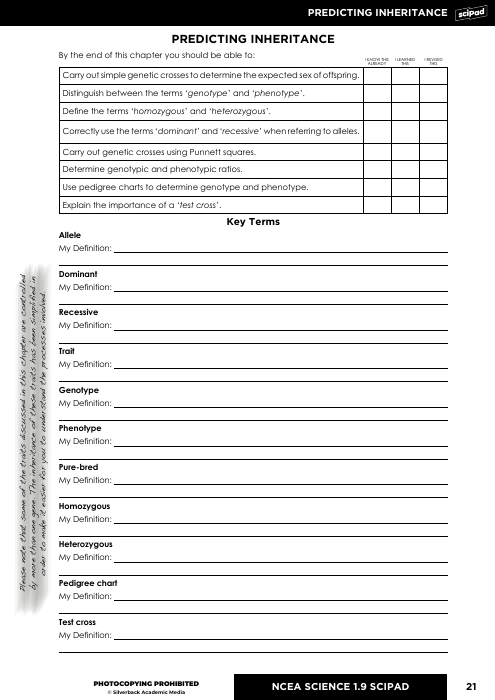 PREDICTING INHERITANCE scipad
PREDICTING INHERITANCE
By the end of this chapter you should be able to:
I KNOW THIS ALREADY
I LEARNED THIS
I REVISED THIS
Carry out simple genetic crosses to determine the expected sex of offspring.
Distinguish between the terms ‘genotype’ and ‘phenotype’.
Define the terms ‘homozygous’ and ‘heterozygous’.
Correctly use the terms ‘dominant’ and ‘recessive’ when referring to alleles.
Carry out genetic crosses using Punnett squares.
Determine genotypic and phenotypic ratios.
Use pedigree charts to determine genotype and phenotype.
Explain the importance of a ‘test cross’.
Key Terms
Allele
My Definition:
Dominant
My Definition:
Recessive
My Definition:
Trait
My Definition:
Genotype
My Definition:
Phenotype
My Definition:
Pure-bred
My Definition:
Homozygous
My Definition:
Heterozygous
My Definition:
Pedigree chart
My Definition:
Test cross
My Definition:
Please note that some of the traits discussed in this chapter are controlled
by more than one gene. The inheritance of these traits has been simplified in
order to make it easier for you to understand the processes involved.
PHOTOCOPYING PROHIBITED
© Silverback Academic Media
NCEA SCIENCE 1.9 SCIPAD
21